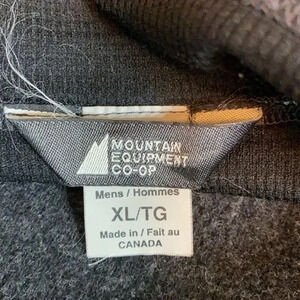 MOUNTAIN
EQUIPMENT
CO-OP
Mens / Hommes
XL/TG
Made in / Fait au
CANADA